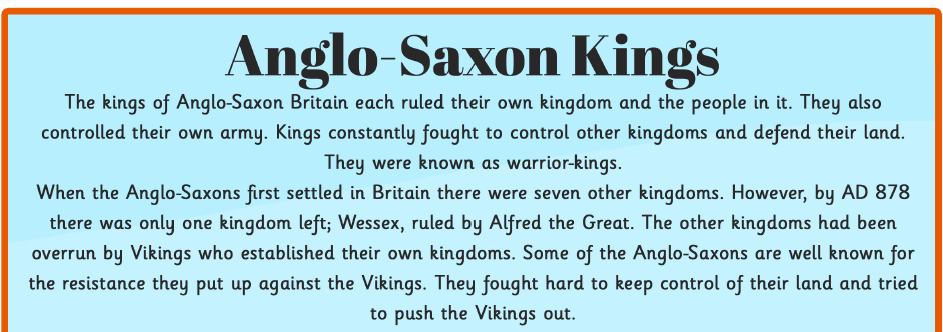 Anglo-Saxon Kings
The kings of Anglo-Saxon Britain each ruled their own kingdom and the people in it. They also
controlled their own army. Kings constantly fought to control other kingdoms and defend their land.
They were known as warrior-kings.
When the Anglo-Saxons first settled in Britain there were seven other kingdoms. However, by AD 878
there was only one kingdom left; Wessex, ruled by Alfred the Great. The other kingdoms had been
overrun by Vikings who established their own kingdoms. Some of the Anglo-Saxons are well known for
the resistance they put up against the Vikings. They fought hard to keep control of their land and tried
to push the Vikings out.